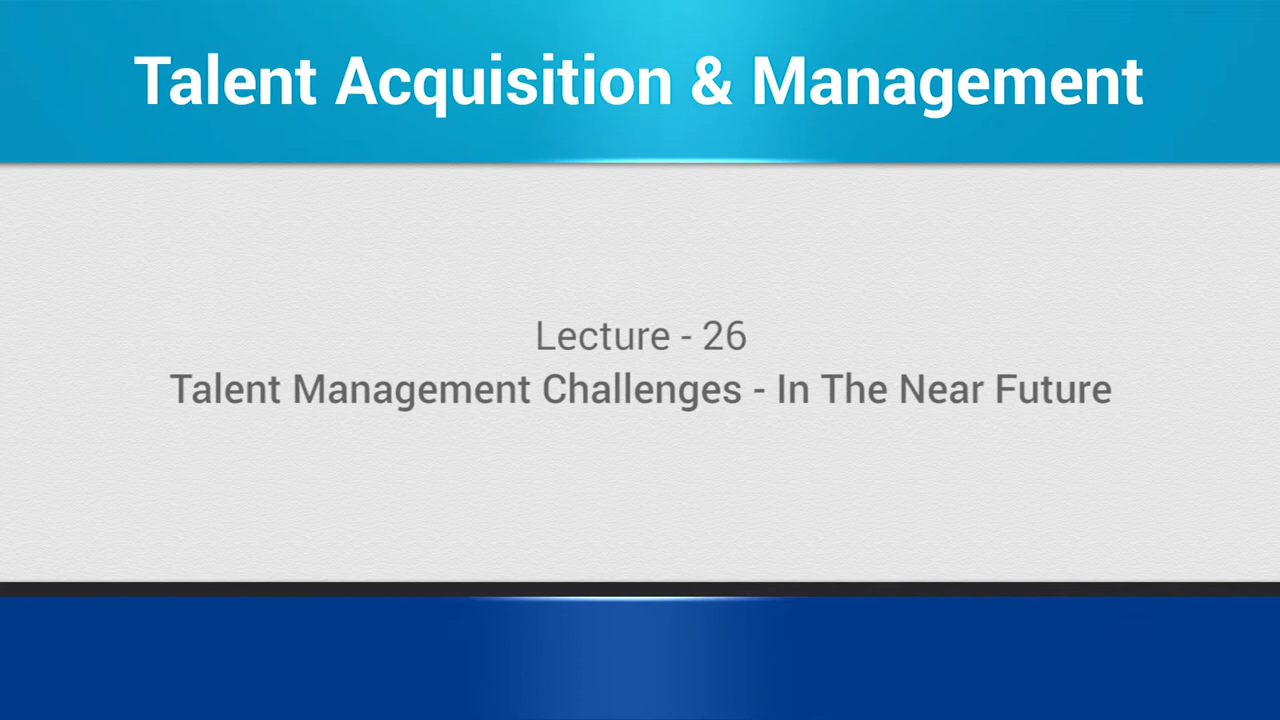 Talent Acquisition & Management
Lecture - 26
Talent Management Challenges - In The Near Future